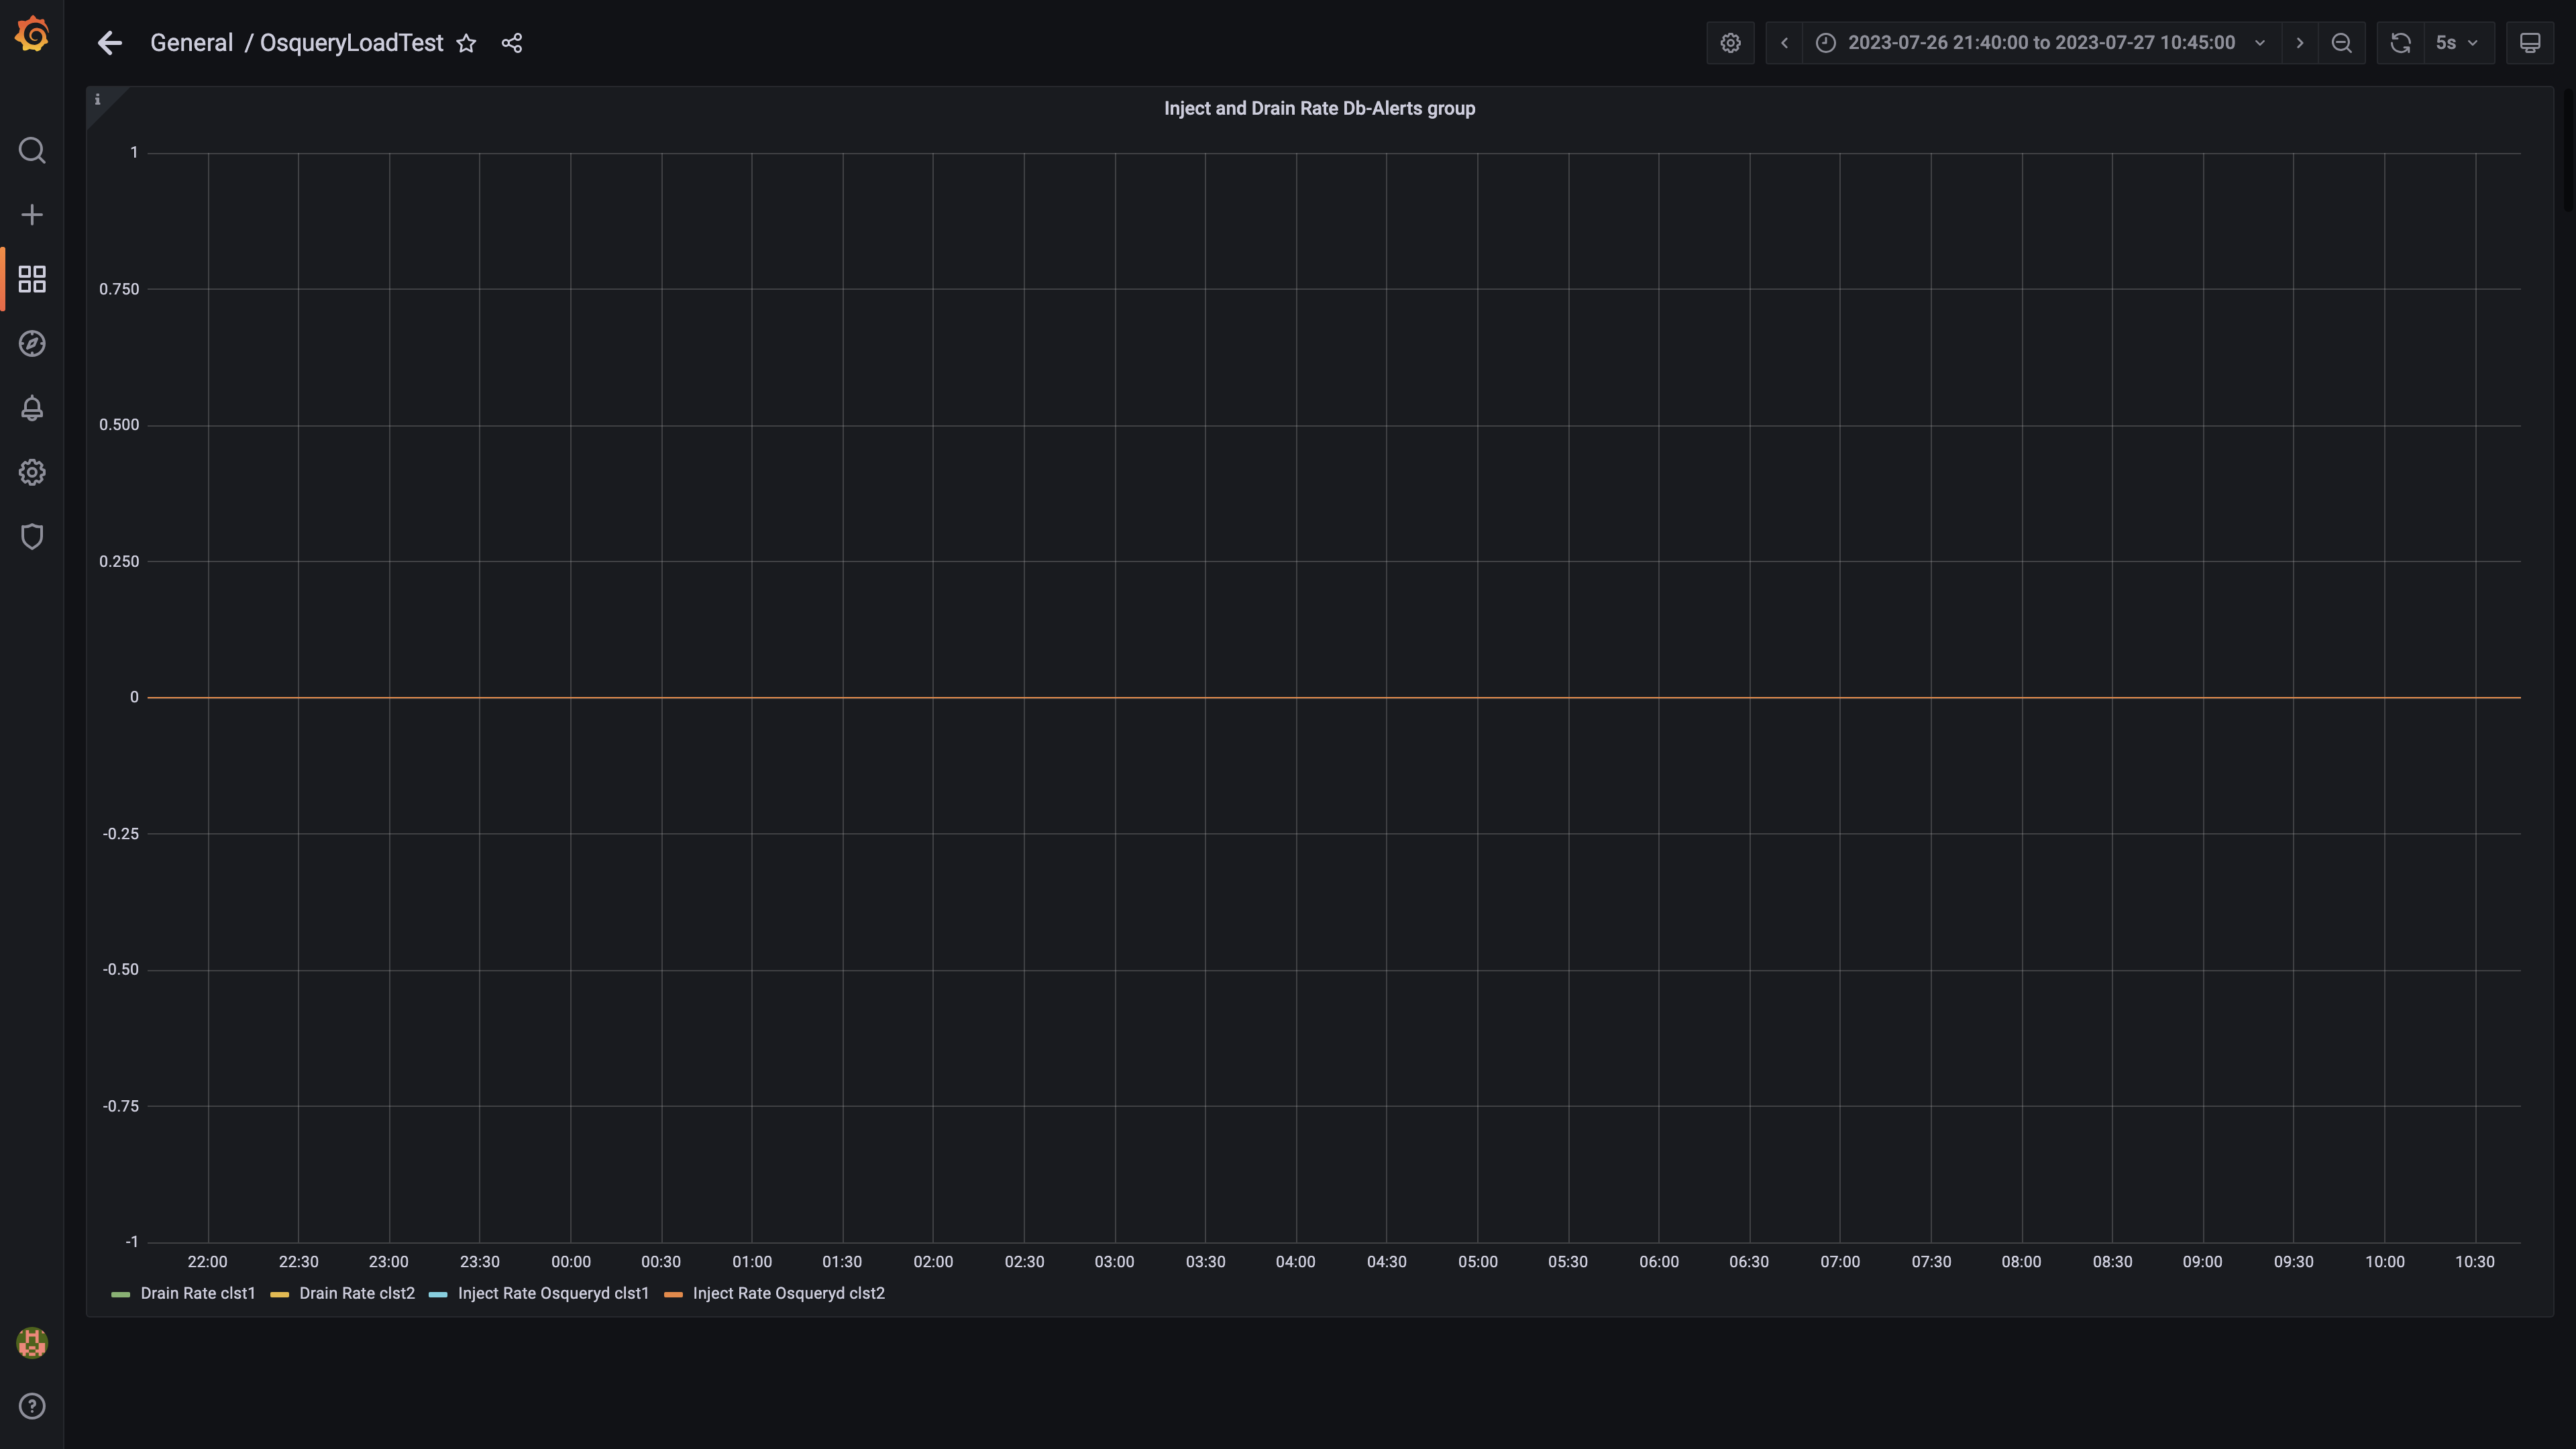 General / OsqueryLoadTest
2023-07-26 21:40:00 to 2023-07-27 10:45:00
5s
i
Inject and Drain Rate Db-Alerts group
1
0.750
0.500
0.250
0
-0.25
-0.50
-0.75
-1
22:00 22:30 23:00 23:30 00:00 00:30 01:00 01:30 02:00 02:30 03:00 03:30 04:00 04:30 05:00 05:30 06:00 06:30 07:00 07:30 08:00 08:30 09:00 09:30 10:00 10:30
Drain Rate clst1 Drain Rate clst2 Inject Rate Osqueryd clst1 Inject Rate Osqueryd clst2
?